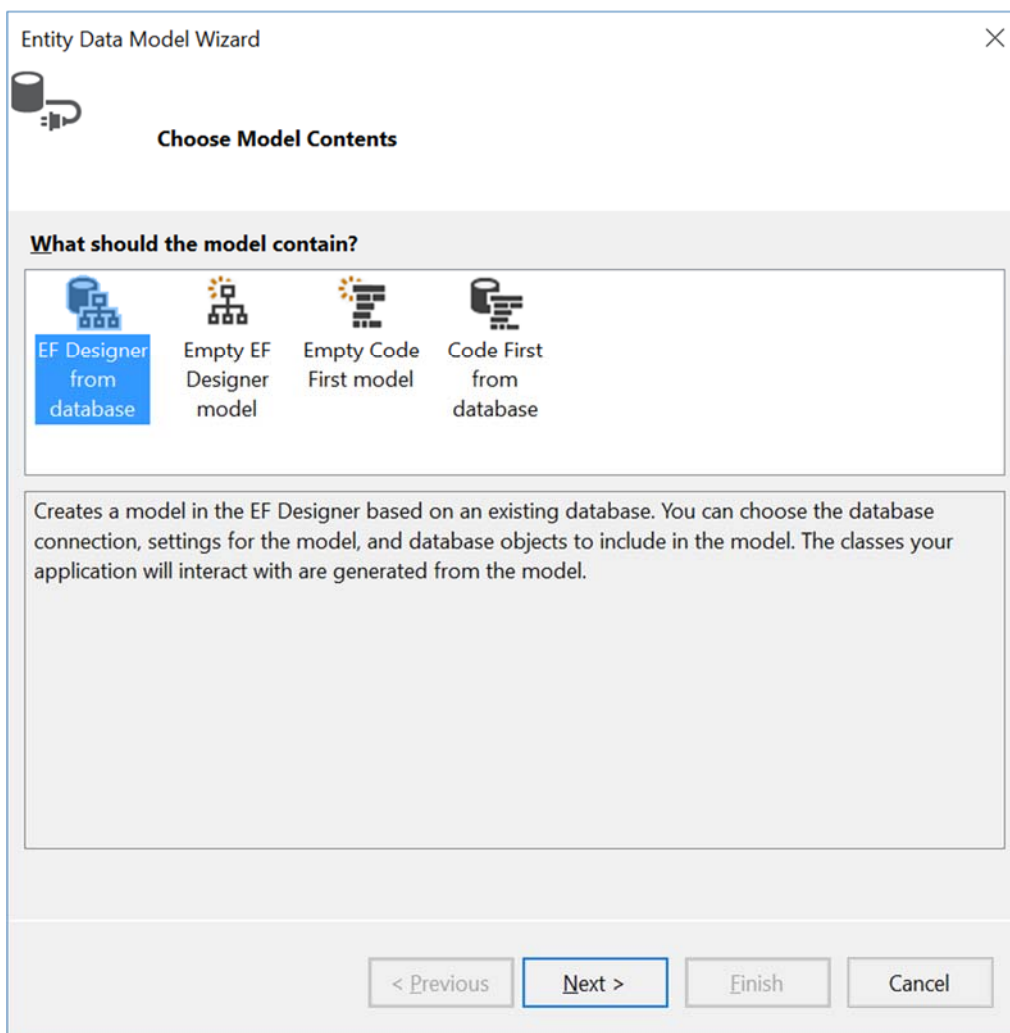 Entity Data Model Wizard
Choose Model Contents
What should the model contain?
EF Designer
from
database
Empty EF
Designer
model
Empty Code
First model
Code First
from
database
Creates a model in the EF Designer based on an existing database. You can choose the database
connection, settings for the model, and database objects to include in the model. The classes your
application will interact with are generated from the model.
< Previous
Next >
Finish
Cancel